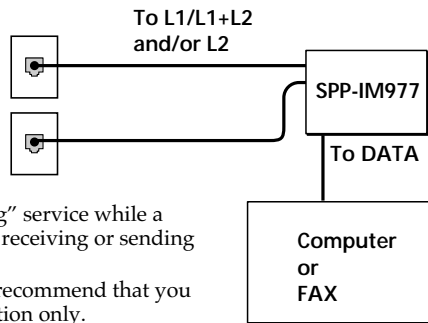 To L1/L1+L2
and/or L2
SPP-IM977
To DATA
g” service while a
receiving or sending
recommend that you
tion only.
Computer
or
FAX